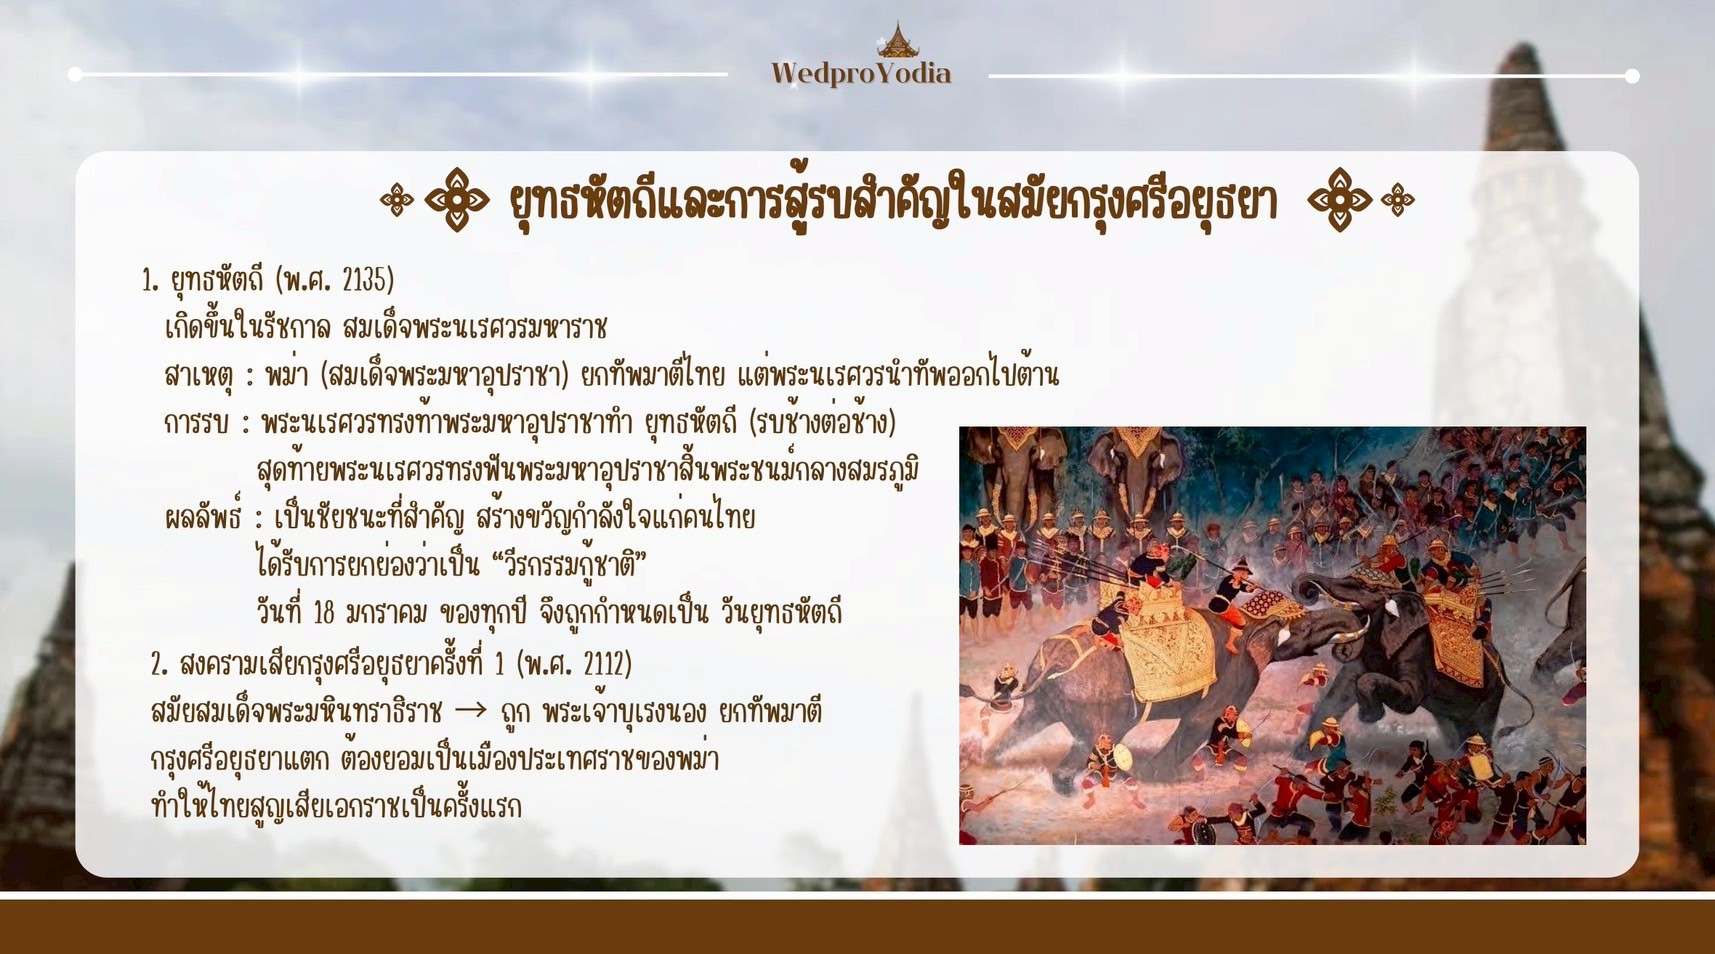 WedproYodia
ยุทธหัตถีและการสู้รบสำคัญในสมัยกรุงศรีอยุธยา
1. ยุทธหัตถี (พ.ศ. 2135)
เกิดขึ้นในรัชกาล สมเด็จพระนเรศวรมหาราช
สาเหตุ : พม่า (สมเด็จพระมหาอุปราชา) ยกทัพมาตีไทย แต่พระนเรศวรนำทัพออกไปต้าน
การรบ : พระนเรศวรทรงท้าพระมหาอุปราชาทำ ยุทธหัตถี (รบช้างต่อช้าง)
สุดท้ายพระนเรศวรทรงฟันพระมหาอุปราชาสิ้นพระชนม์กลางสมรภูมิ
ผลลัพธ์ : เป็นชัยชนะที่สำคัญ สร้างขวัญกำลังใจแก่คนไทย
ได้รับการยกย่องว่าเป็น “วีรกรรมกู้ชาติ”
วันที่ 18 มกราคม ของทุกปี จึงถูกกำหนดเป็น วันยุทธหัตถี
2. สงครามเสียกรุงศรีอยุธยาครั้งที่ 1 (พ.ศ. 2112)
สมัยสมเด็จพระมหินทราธิราช → ถูก พระเจ้าบุเรงนอง ยกทัพมาตี
กรุงศรีอยุธยาแตก ต้องยอมเป็นเมืองประเทศราชของพม่า
ทำให้ไทยสูญเสียเอกราชเป็นครั้งแรก